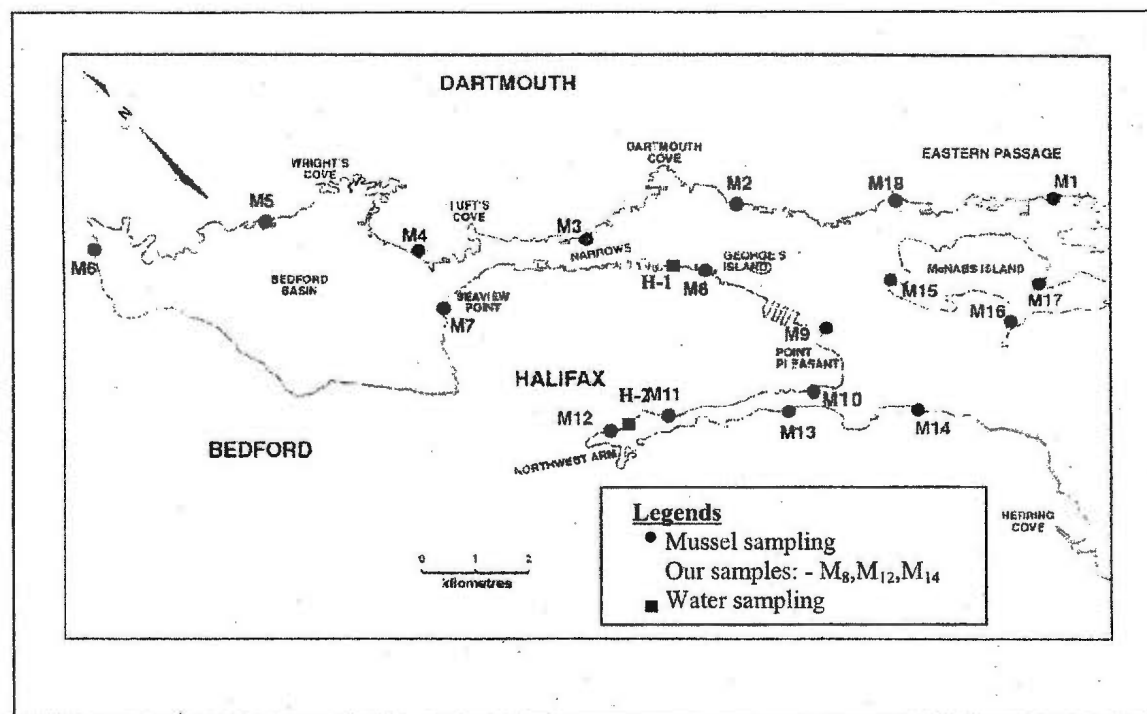 DARTMOUTH
N
DARTMOUTH
COVE
WRIGHT'S
COVE
EASTERN PASSAGE
M5
TUFT'S
COVE
M2
M18
M1
M6
M4
M3
NARROWS
GEORGE'S
ISLAND
McNABS ISLAND
BEDFORD
BASIN
H-1
M8
M15
M17
SEAVIEW
POINT
M7
M16
M9
POINT
PLEASANT
HALIFAX
H-2
M11
M10
M12
M13
M14
BEDFORD
NORTHWEST ARM
HERRING
COVE
0 1 2
kilometres
Legends
Mussel sampling
Our samples: - M8,M12,M14
Water sampling